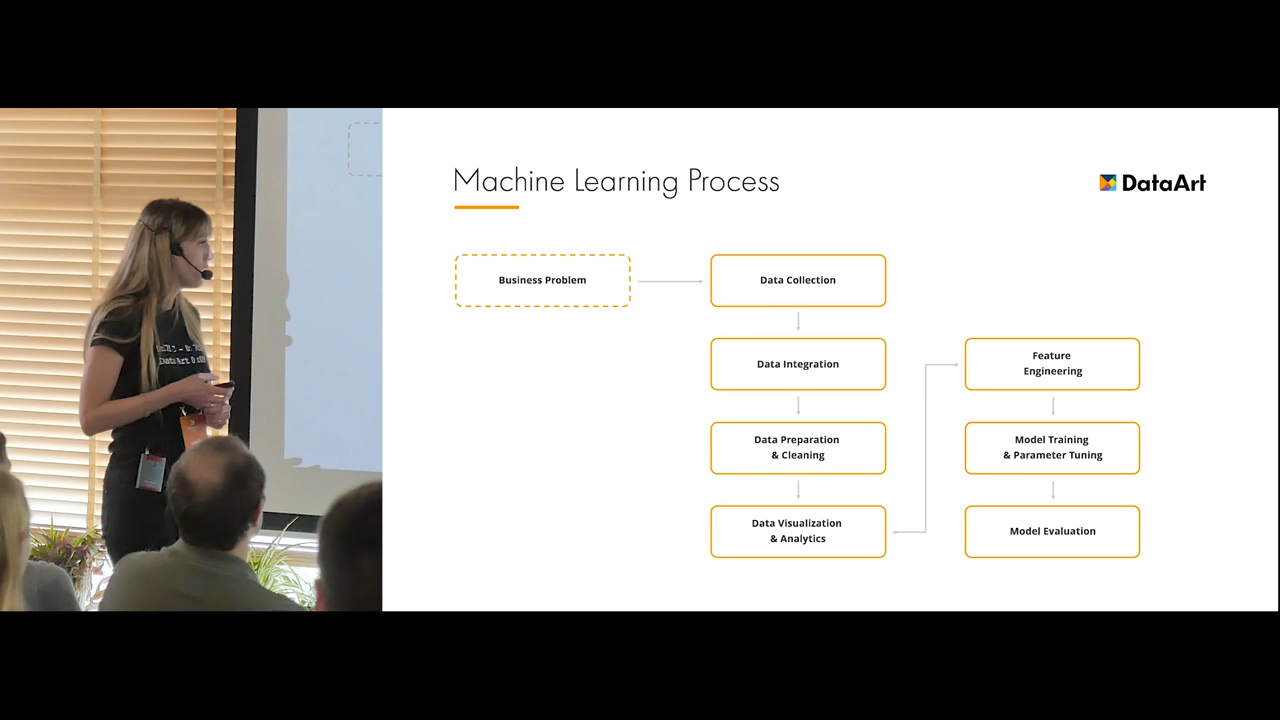 Machine Learning Process
DataArt
Business Problem
Data Collection
Data Integration
Data Preparation
& Cleaning
Data Visualization
& Analytics
Feature
Engineering
Model Training
& Parameter Tuning
Model Evaluation
DataArt